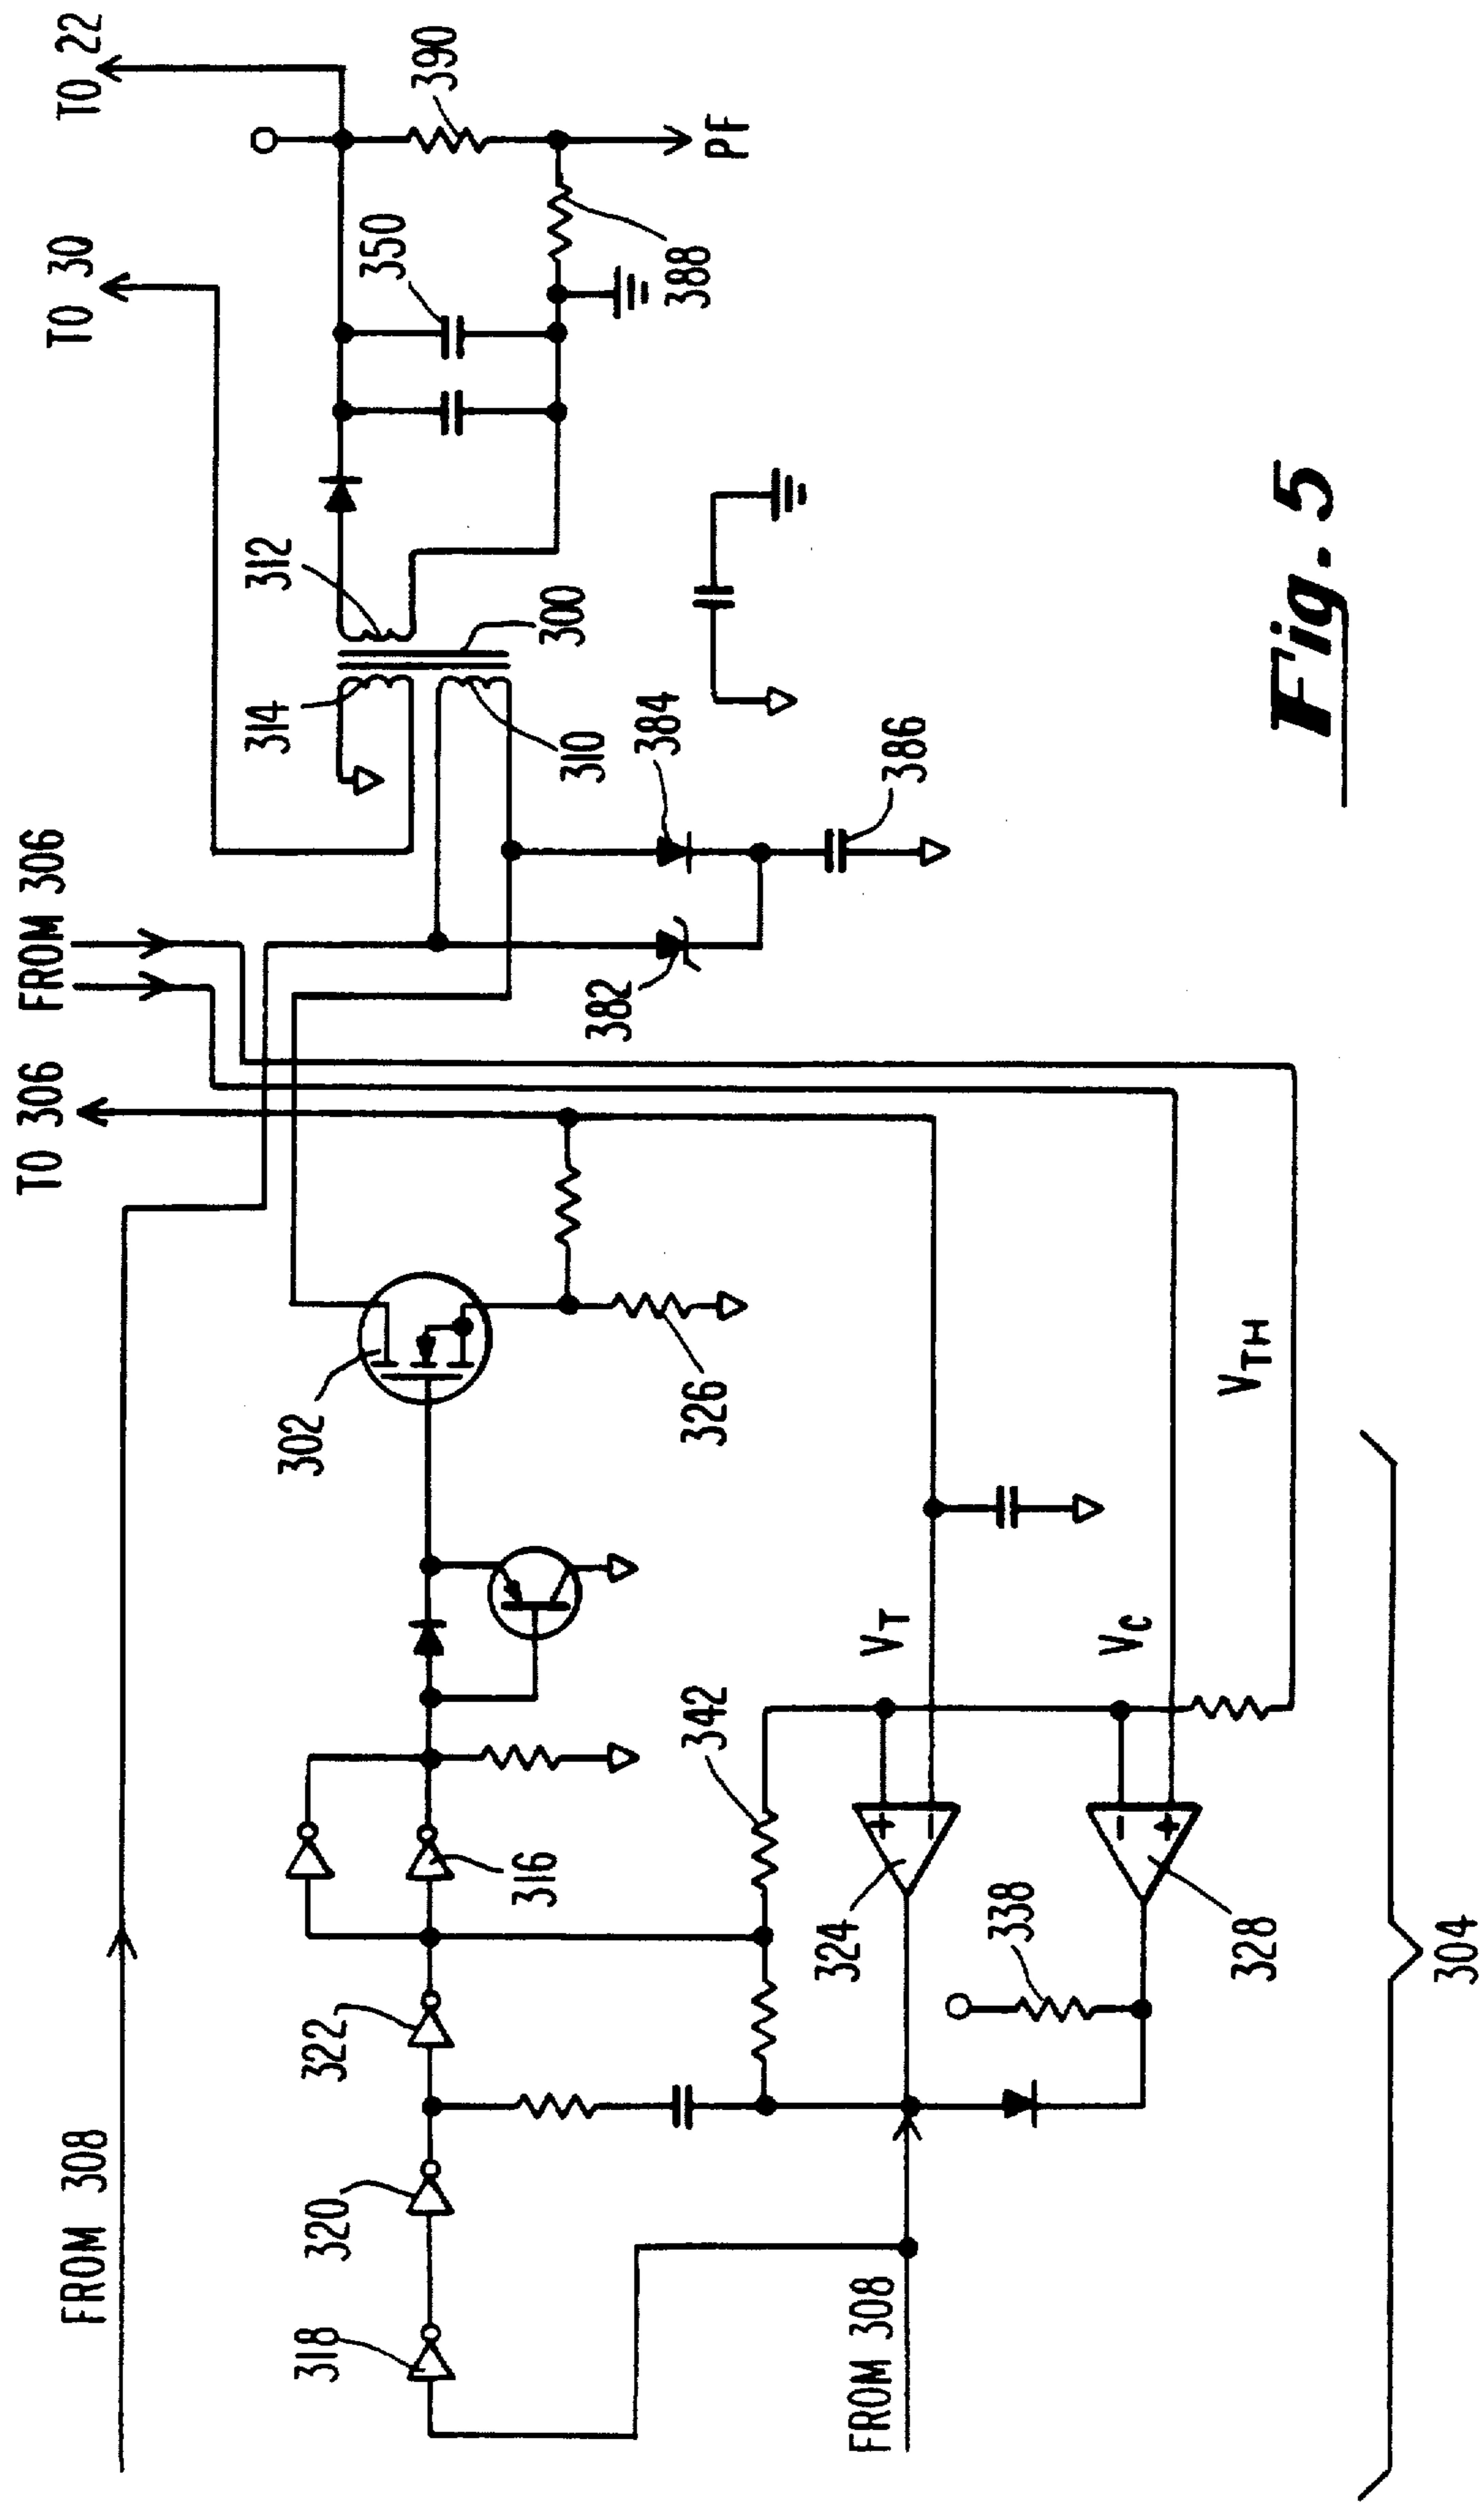 FROM 308
TO 306
FROM 306
TO 30
TO 22
318
320
322
316
302
326
314
312
310
300
350
390
PF
388
382
384
386
342
FROM 308
324
VT
338
328
VC
VTH
304
Fig. 5
+
-
-
+